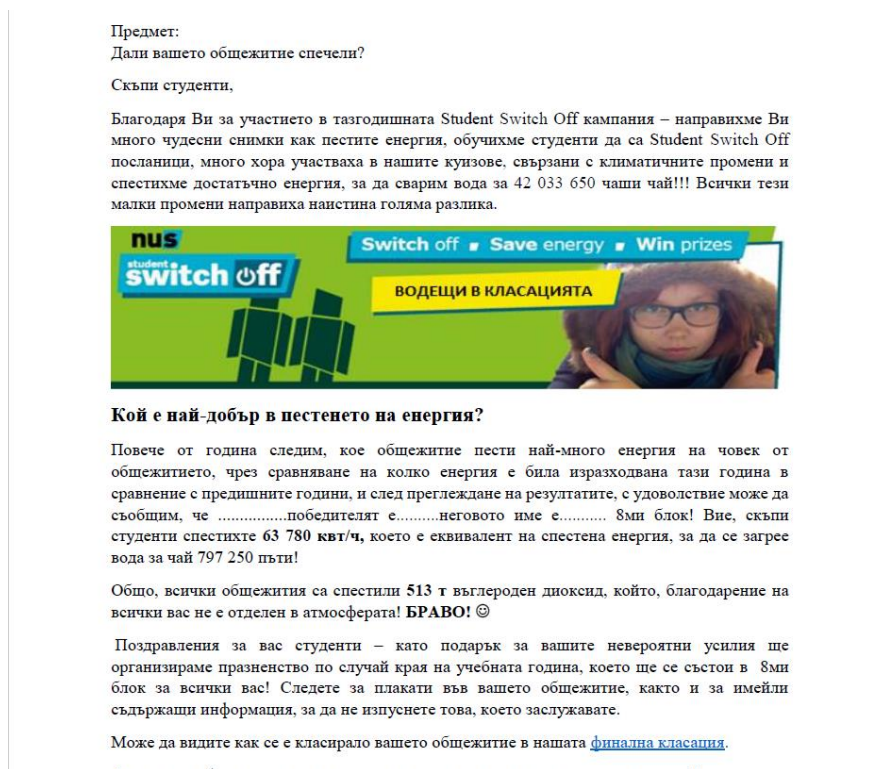 Предмет:
Дали вашето общежитие спечели?
Скъпи студенти,
Благодаря Ви за участието в тазгодишната Student Switch Off кампания – направихме Ви
много чудесни снимки как пестите енергия, обучихме студенти да са Student Switch Off
посланици, много хора участваха в нашите куизове, свързани с климатичните промени и
спестихме достатъчно енергия, за да сварим вода за 42 033 650 чаши чай!!! Всички тези
малки промени направиха наистина голяма разлика.
nus
student
switch off
Switch off ■ Save energy ■ Win prizes
ВОДЕЩИ В КЛАСАЦИЯТА
Кой е най-добър в пестенето на енергия?
Повече от година следим, кое общежитие пести най-много енергия на човек от
общежитието, чрез сравняване на колко енергия е била изразходвана тази година в
сравнение с предишните години, и след преглеждане на резултатите, с удоволствие може да
съобщим, че ................победителят е..........неговото име е........... 8ми блок! Вие, скъпи
студенти спестихте 63 780 квт/ч, което е еквивалент на спестена енергия, за да се загрее
вода за чай 797 250 пъти!
Общо, всички общежития са спестили 513 т въглероден диоксид, който, благодарение на
всички вас не е отделен в атмосферата! БРАВО! ☺
Поздравления за вас студенти – като подарък за вашите невероятни усилия ще
организираме празненство по случай края на учебната година, което ще се състои в 8ми
блок за всички вас! Следете за плакати във вашето общежитие, както и за имейли
съдържащи информация, за да не изпуснете това, което заслужавате.
Може да видите как се е класирало вашето общежитие в нашата финална класация.